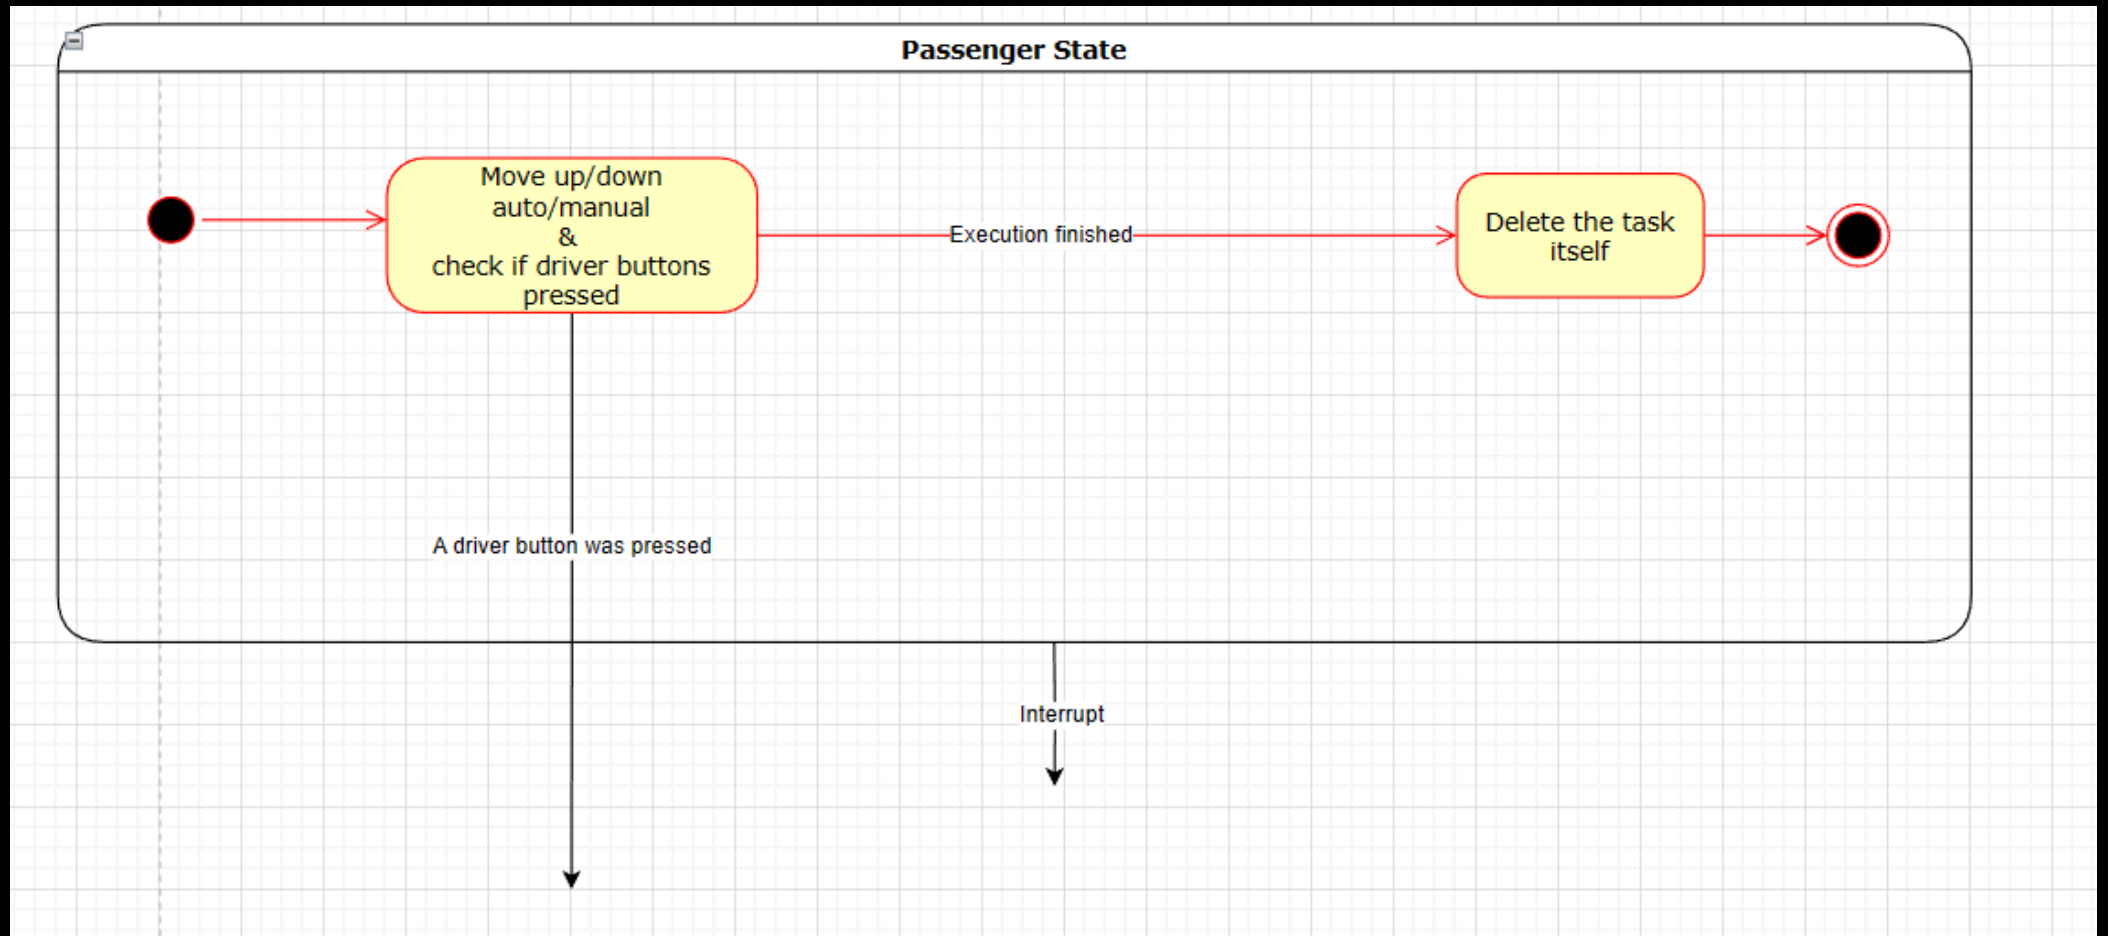 Passenger State
Move up/down
auto/manual
&
check if driver buttons
pressed
Execution finished
Delete the task
itself
A driver button was pressed
Interrupt